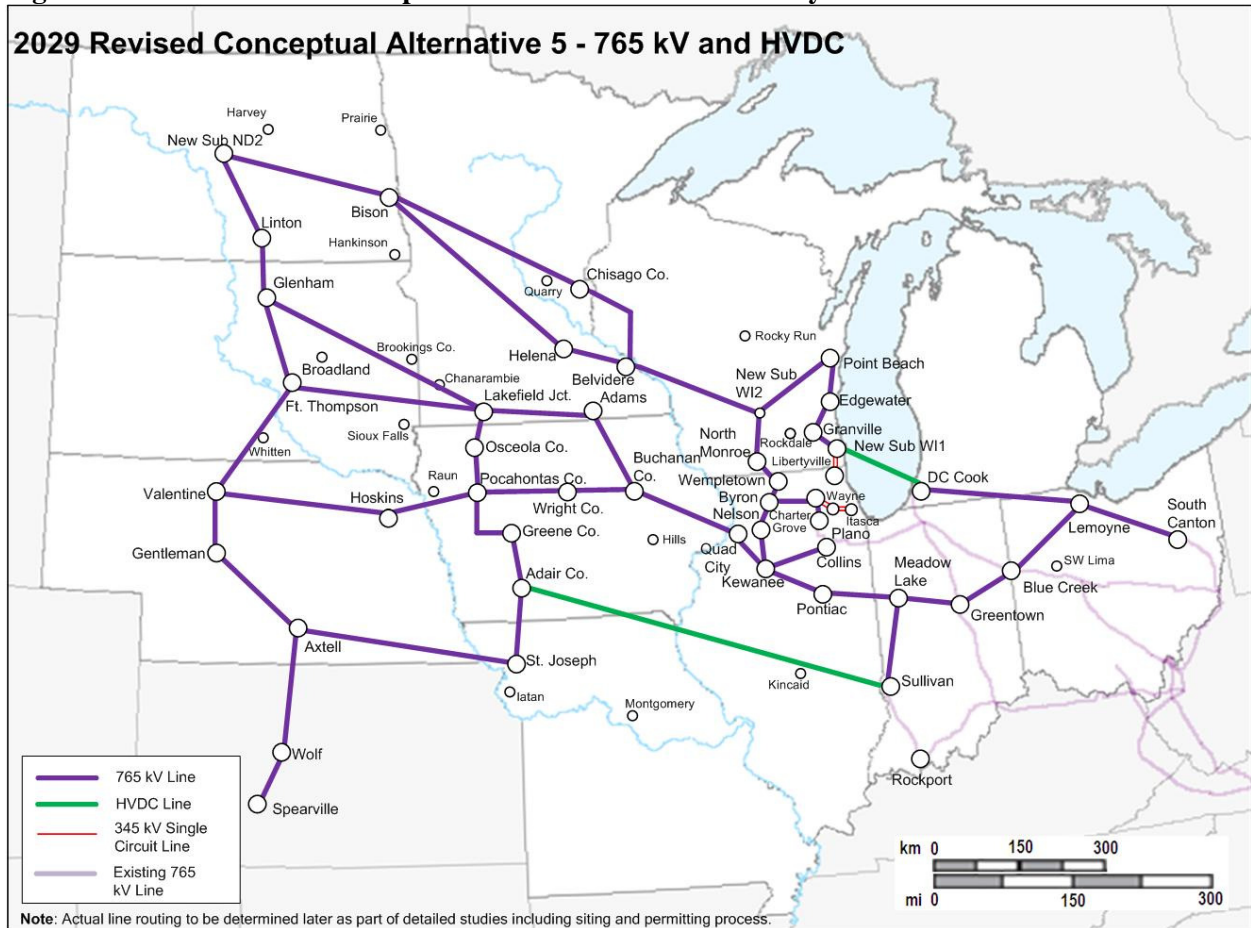 2029 Revised Conceptual Alternative 5 - 765 kV and HVDC
Harvey
Prairie
New Sub ND2
Bison
Linton
Hankinson
Glenham
Quarry
Chisago Co.
Rocky Run
Brookings Co.
Helena
Point Beach
Broadland
Belvidere
New Sub
WI2
Chanarambie
Adams
Edgewater
Ft. Thompson
Lakefield Jct.
Granville
Sioux Falls
Rockdale
New Sub WI1
Whitten
Osceola Co.
North
Monroe
Libertyville
Buchanan
Co.
Raun
Pocahontas Co.
Wempletown
DC Cook
Valentine
Hoskins
Wright Co.
Byron
Wayne
South
Canton
Nelson
Charter
Grove
Itasca
Lemoyne
Greene Co.
Plano
Gentleman
Hills
Quad
City
Collins
Meadow
Lake
SW Lima
Adair Co.
Kewanee
Blue Creek
Pontiac
Greentown
Axtell
St. Joseph
Kincaid
Sullivan
Iatan
Montgomery
Wolf
Rockport
Spearville
765 kV Line
HVDC Line
345 kV Single
Circuit Line
Existing 765
kV Line
km 0 150 300
mi 0 150 300
Note: Actual line routing to be determined later as part of detailed studies including siting and permitting process.